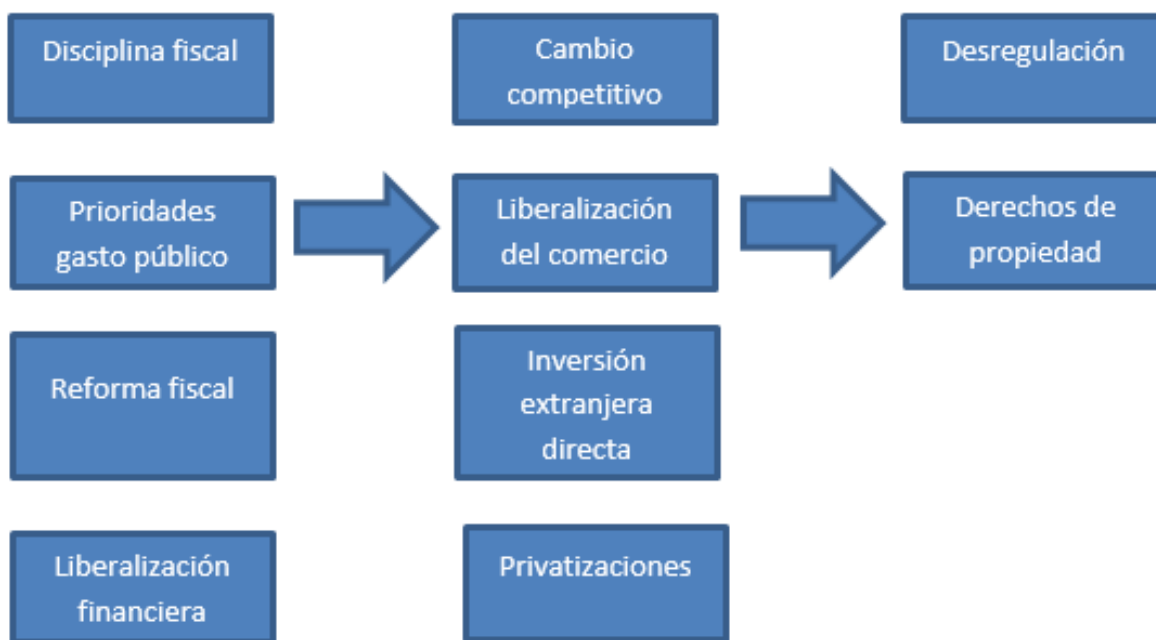 Disciplina fiscal
Prioridades
gasto público
Reforma fiscal
Liberalización
financiera
Cambio
competitivo
Liberalización
del comercio
Inversión
extranjera
directa
Privatizaciones
Desregulación
Derechos de
propiedad